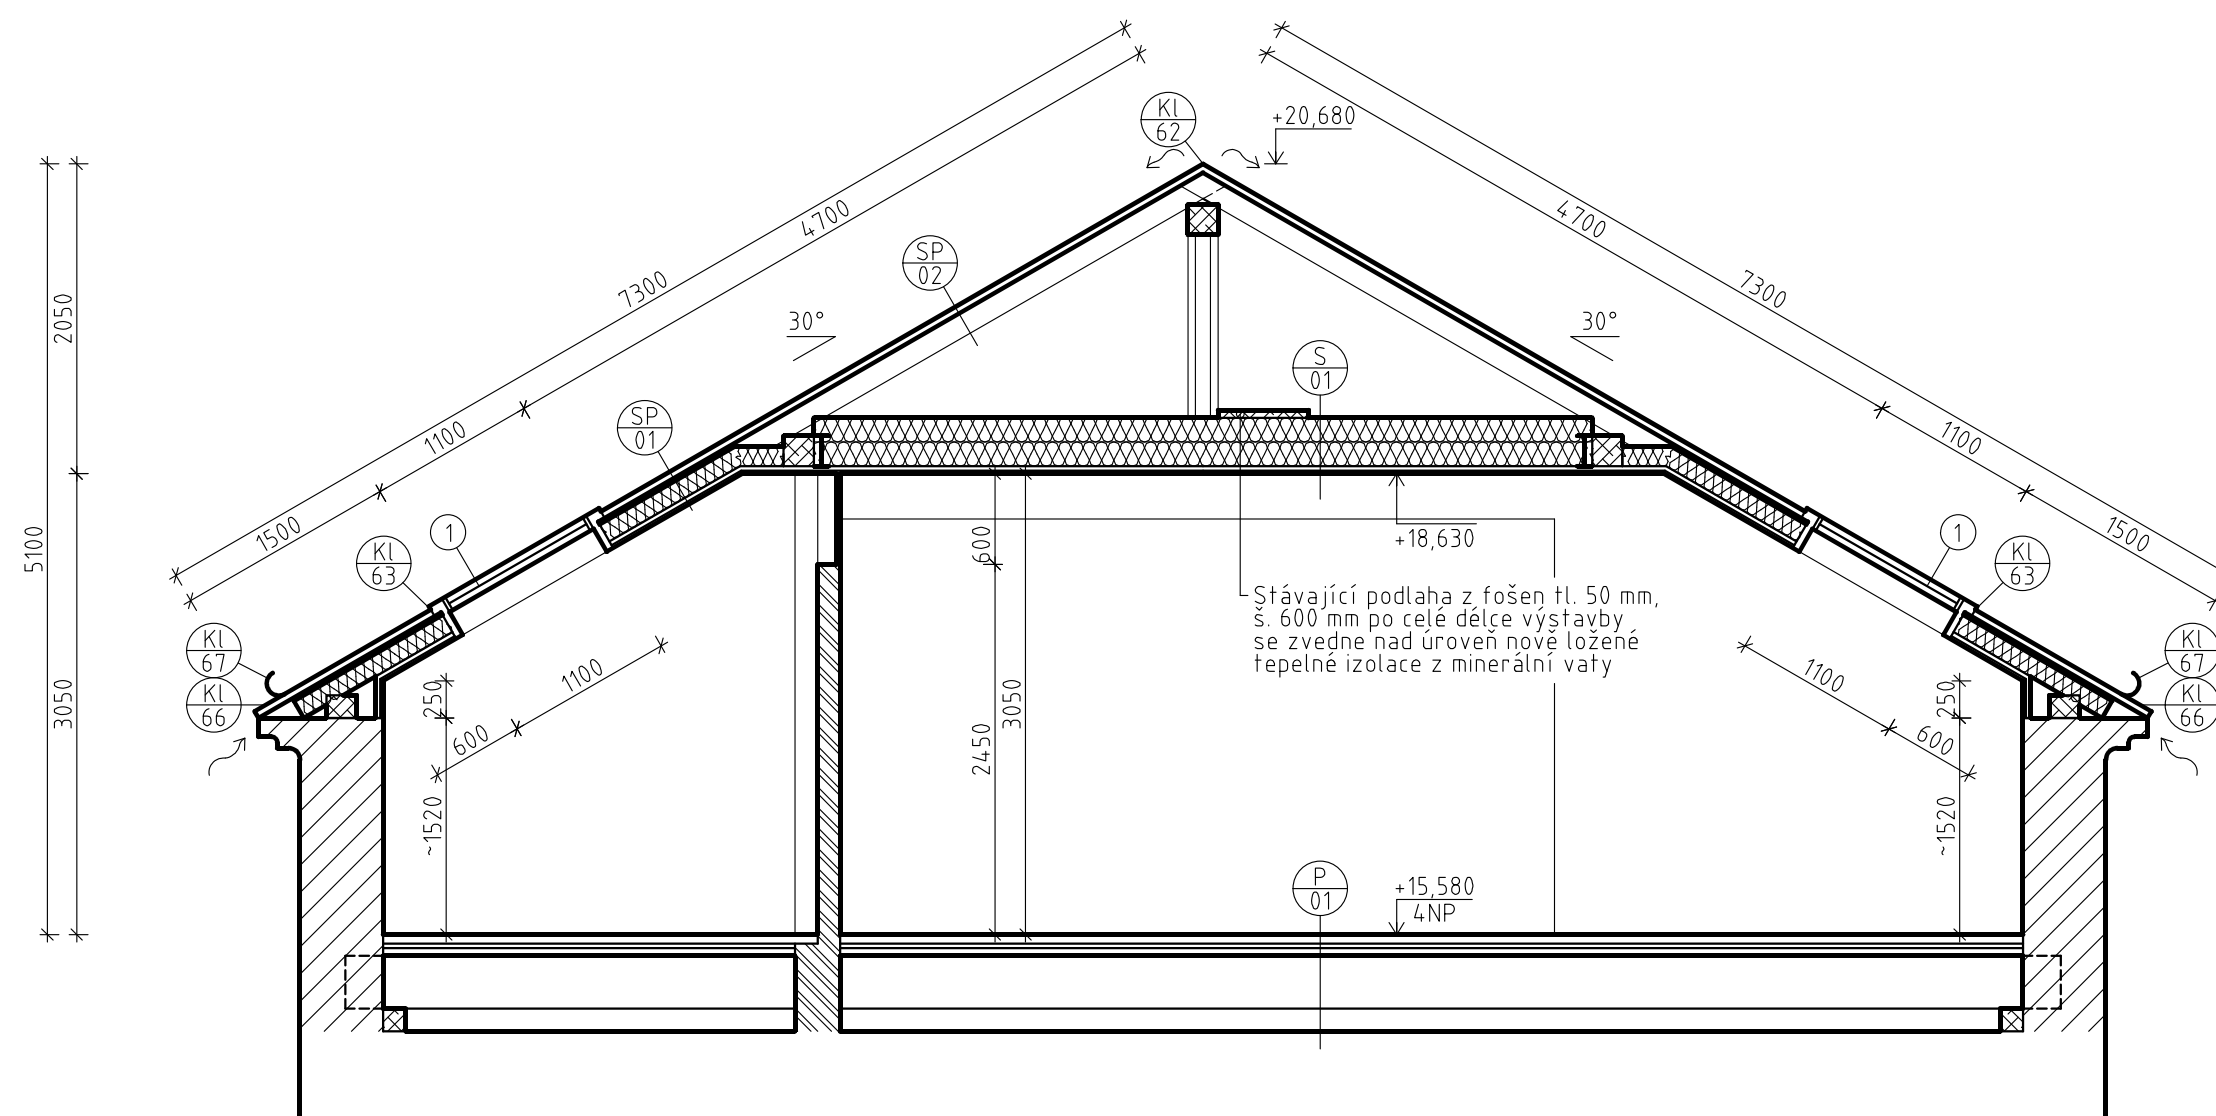 Kl
62
+20,680
4700
4700
7300
7300
SP
02
2050
30°
30°
S
01
SP
01
1100
1100
1500
1500
1
1
Kl
63
Kl
63
5100
600
+18,630
Stávající podlaha z fošen tl. 50 mm,
š. 600 mm po celé délce výstavby
se zvedne nad úroveň nově ložené
tepelné izolace z minerální vaty
Kl
67
Kl
67
Kl
66
Kl
66
1100
1100
250
250
3050
3050
600
600
2450
~1520
~1520
P
01
+15,580
4NP